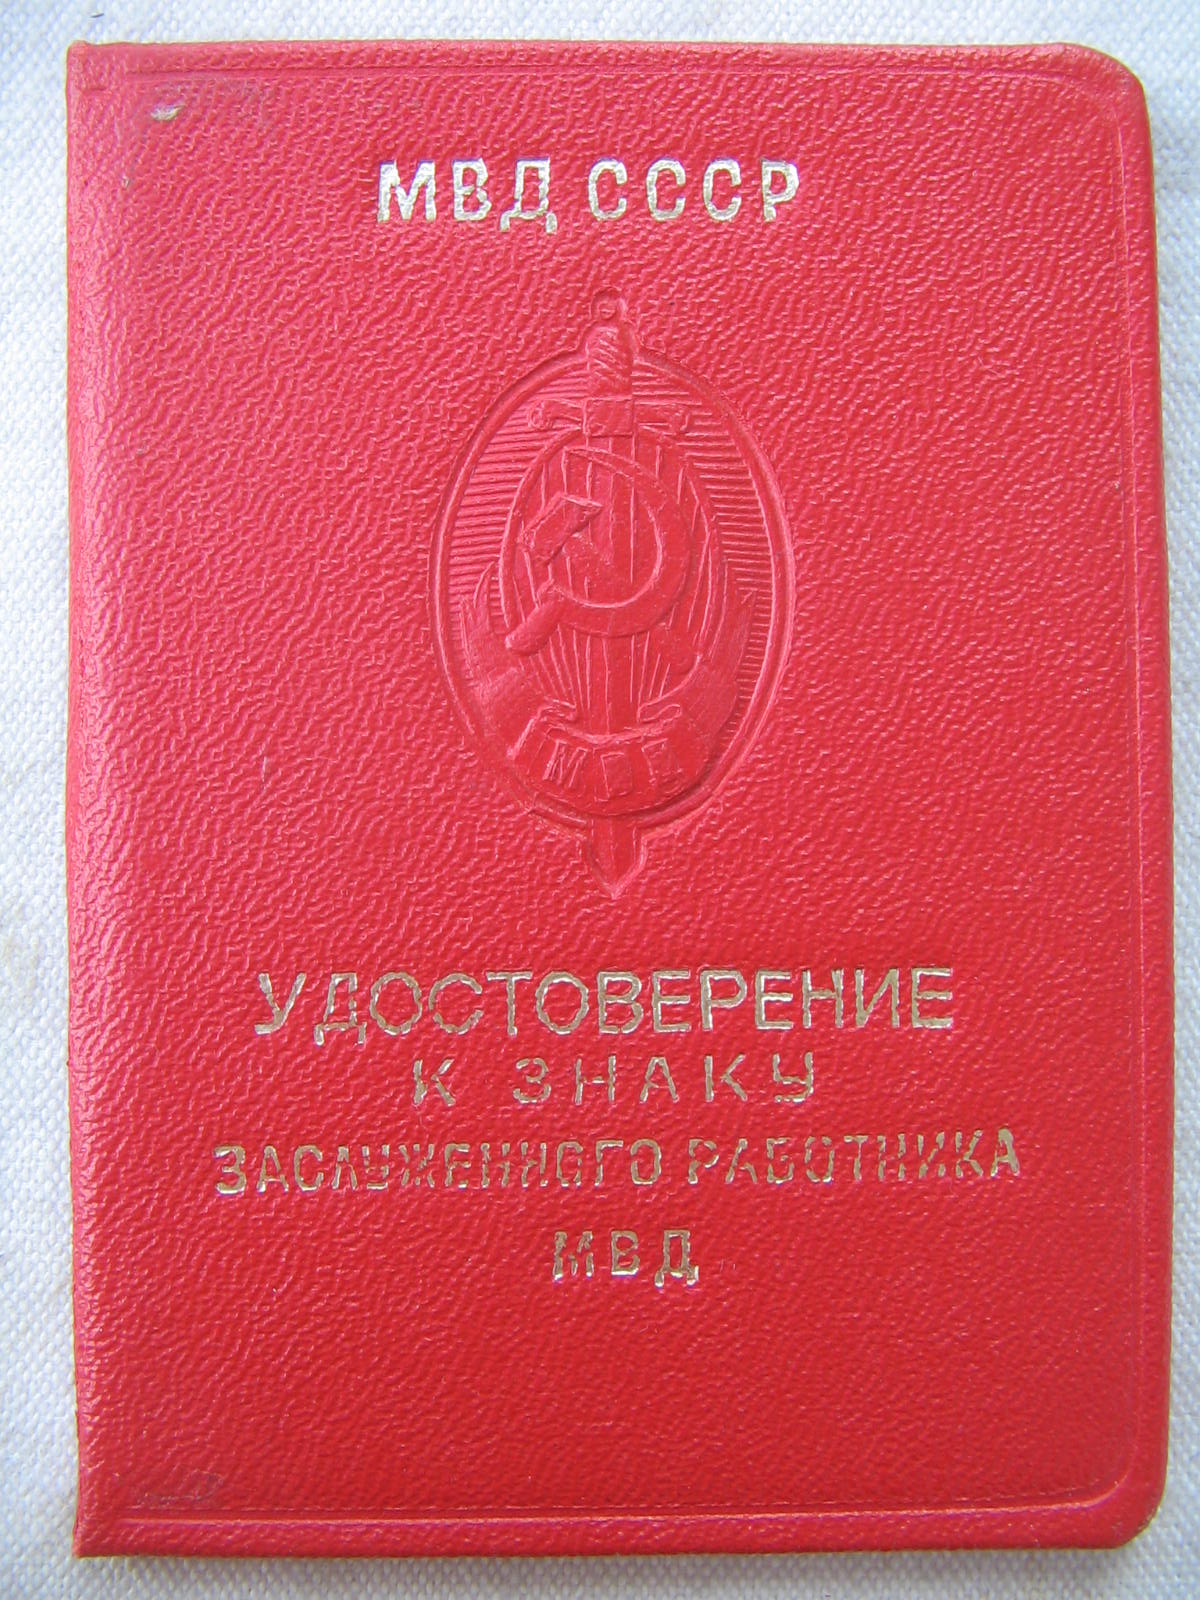 МВД СССР
МВД
УДОСТОВЕРЕНИЕ
К ЗНАКУ
ЗАСЛУЖЕННОГО РАБОТНИКА
МВД